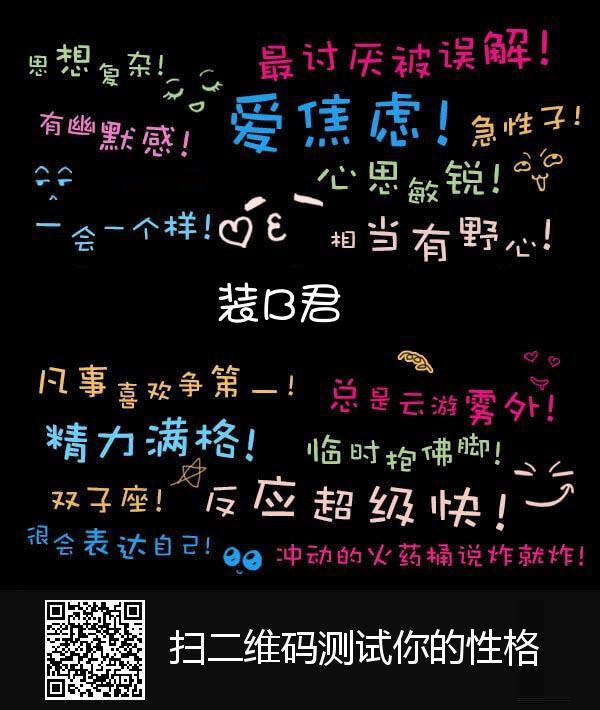 思想复杂!
最讨厌被误解!
有幽默感!
爱焦虑!
急性子!
心思敏锐!
一会一个样!
相当有野心!
装B君
凡事喜欢争第一!
总是云游雾外!
精力满格!
临时抱佛脚!
双子座!
反应超级快!
很会表达自己!
冲动的火药桶说炸就炸!
扫二维码测试你的性格